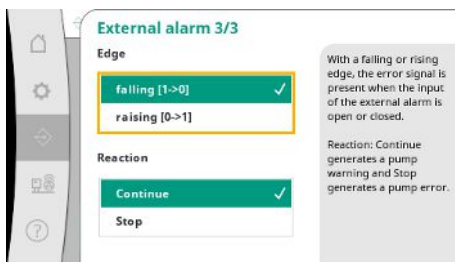 External alarm 3/3
Edge
falling [1->0]
raising [0->1]
Reaction
Continue
Stop
With a falling or rising
edge, the error signal is
present when the input
of the external alarm is
open or closed.
Reaction: Continue
generates a pump
warning and Stop
generates a pump error.